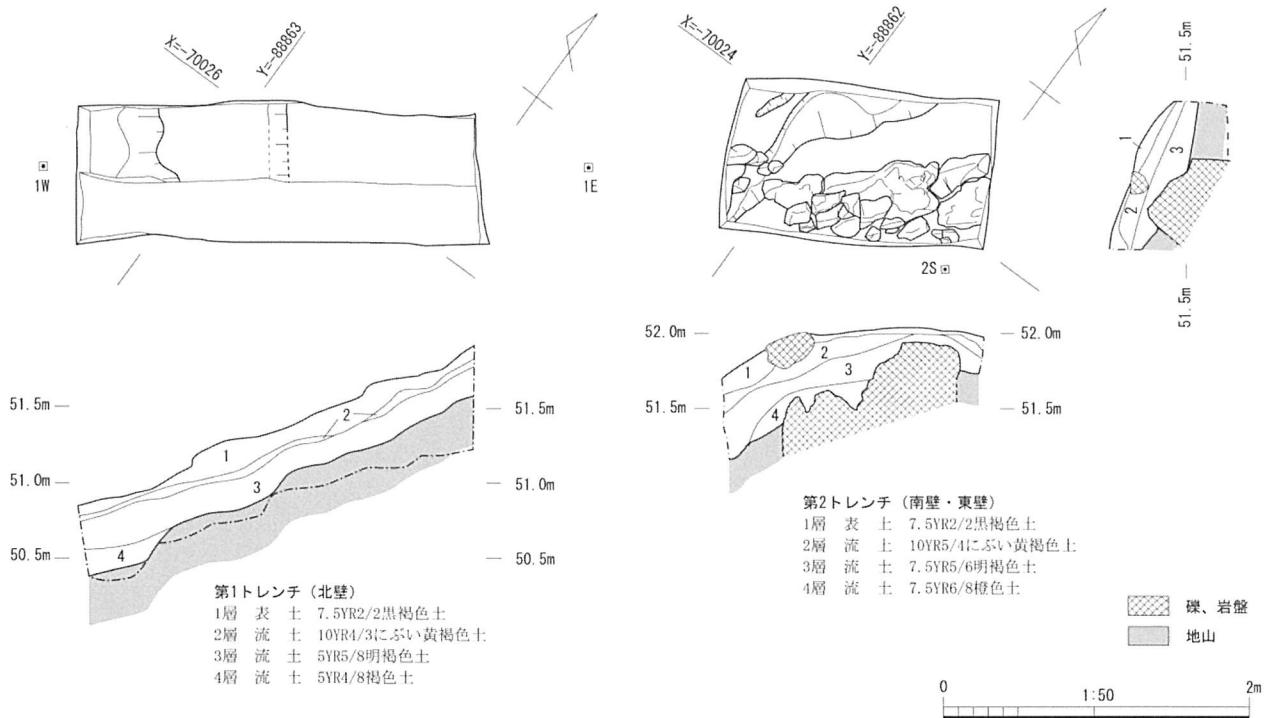 X=-70026
Y=-88863
1W
1E
51.5m
51.5m
51.0m
51.0m
50.5m
50.5m
1
2
3
4
第1トレンチ（北壁）
1層 表 土 7.5YR2/2黒褐色土
2層 流 土 10YR4/3にぶい黄褐色土
3層 流 土 5YR5/8明褐色土
4層 流 土 5YR4/8褐色土
X=-70024
Y=-88862
2S
51.5m
1
2
3
51.5m
52.0m
52.0m
51.5m
51.5m
1
2
3
4
第2トレンチ（南壁・東壁）
1層 表 土 7.5YR2/2黒褐色土
2層 流 土 10YR5/4にぶい黄褐色土
3層 流 土 7.5YR5/6明褐色土
4層 流 土 7.5YR6/8橙色土
礫、岩盤
地山
0 1:50 2m